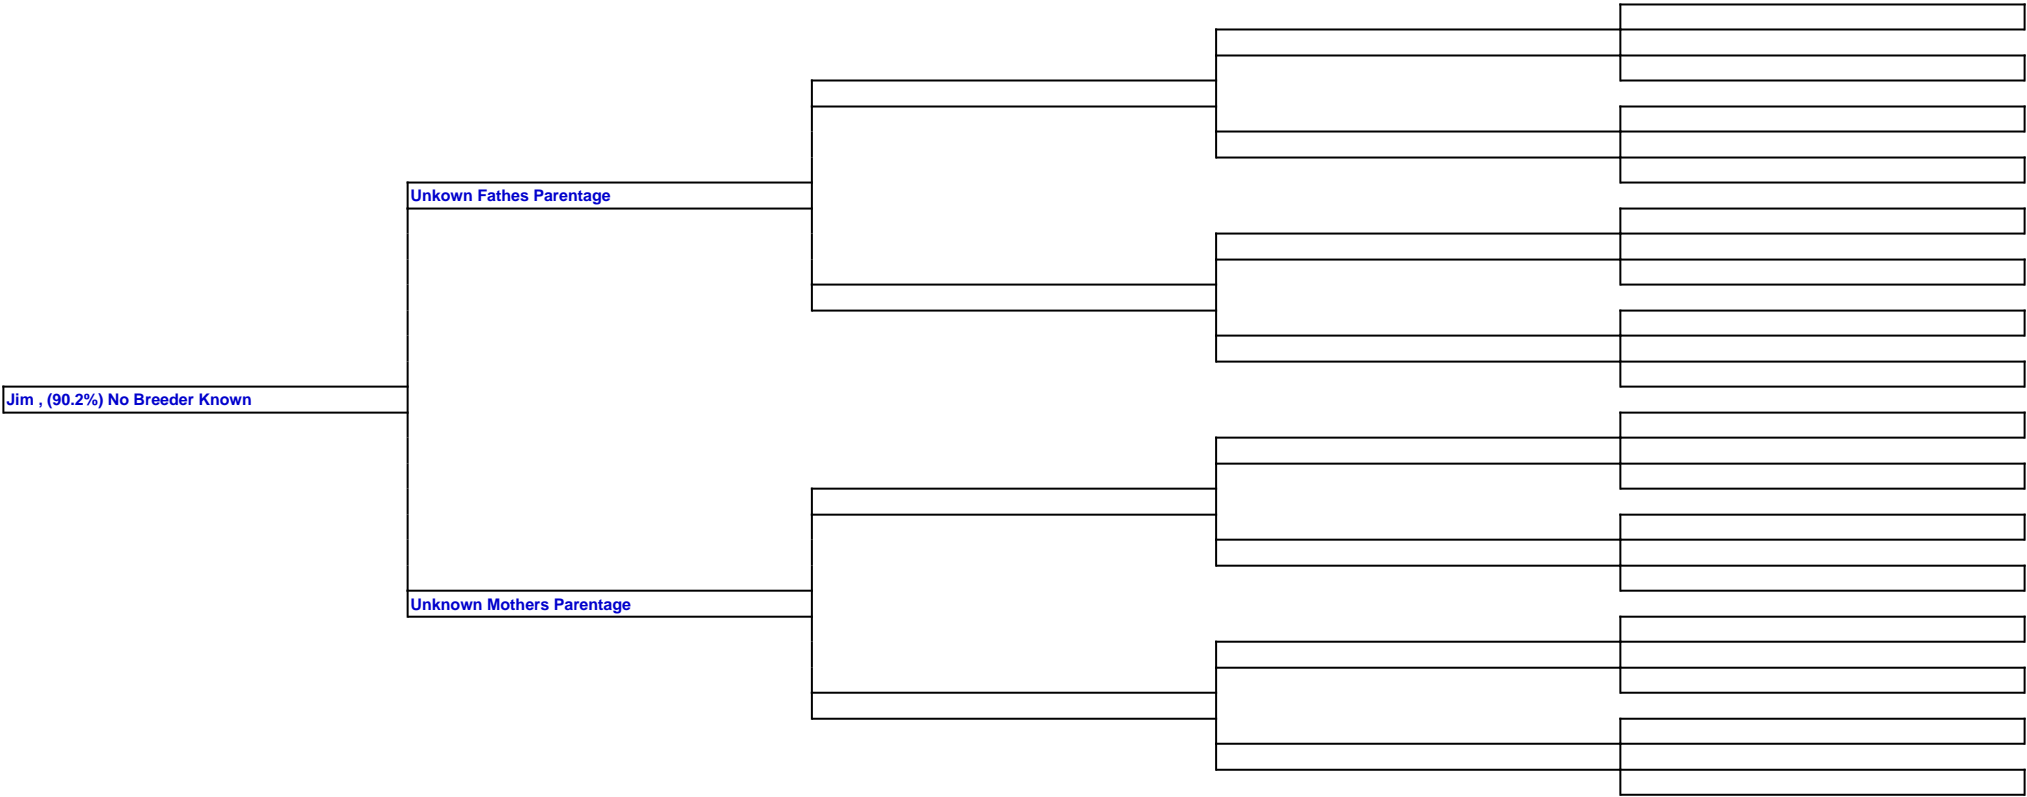 Unkown Fathes Parentage
Jim , (90.2%) No Breeder Known
Unknown Mothers Parentage